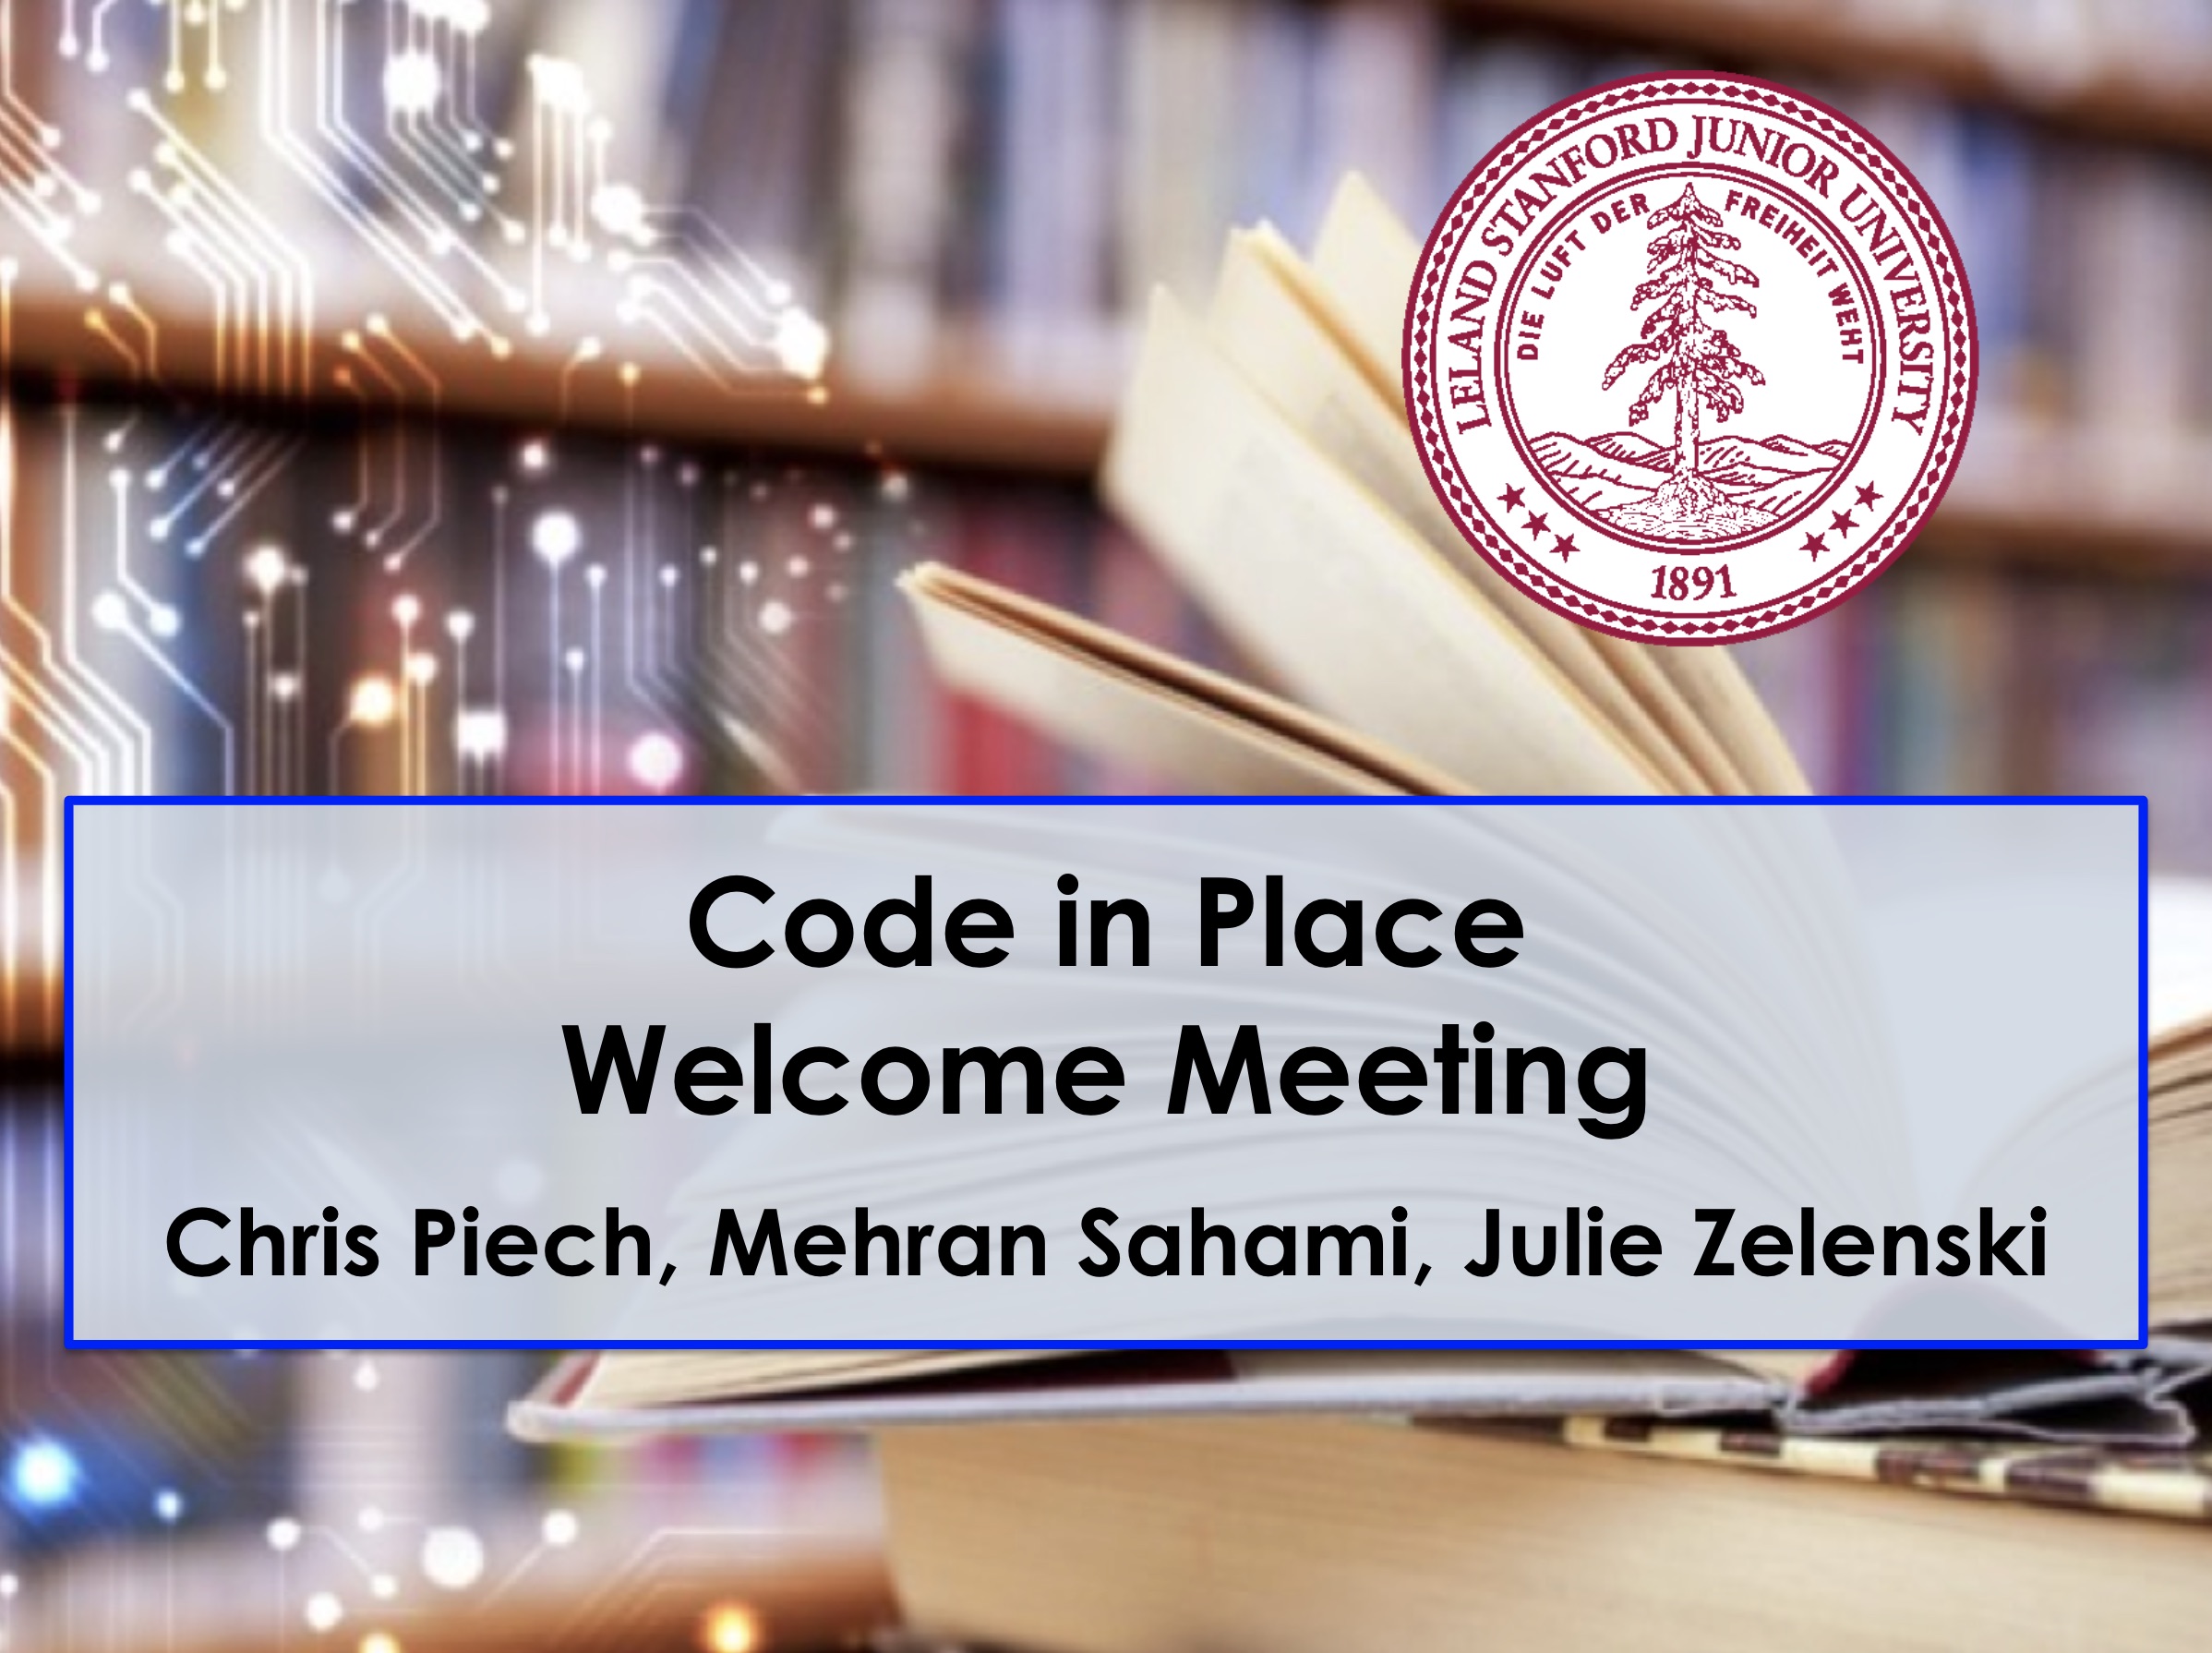 LELAND STANFORD JUNIOR UNIVERSITY
DIE LUFT DER FREIHEIT WEHT
1891
Code in Place
Welcome Meeting
Chris Piech, Mehran Sahami, Julie Zelenski